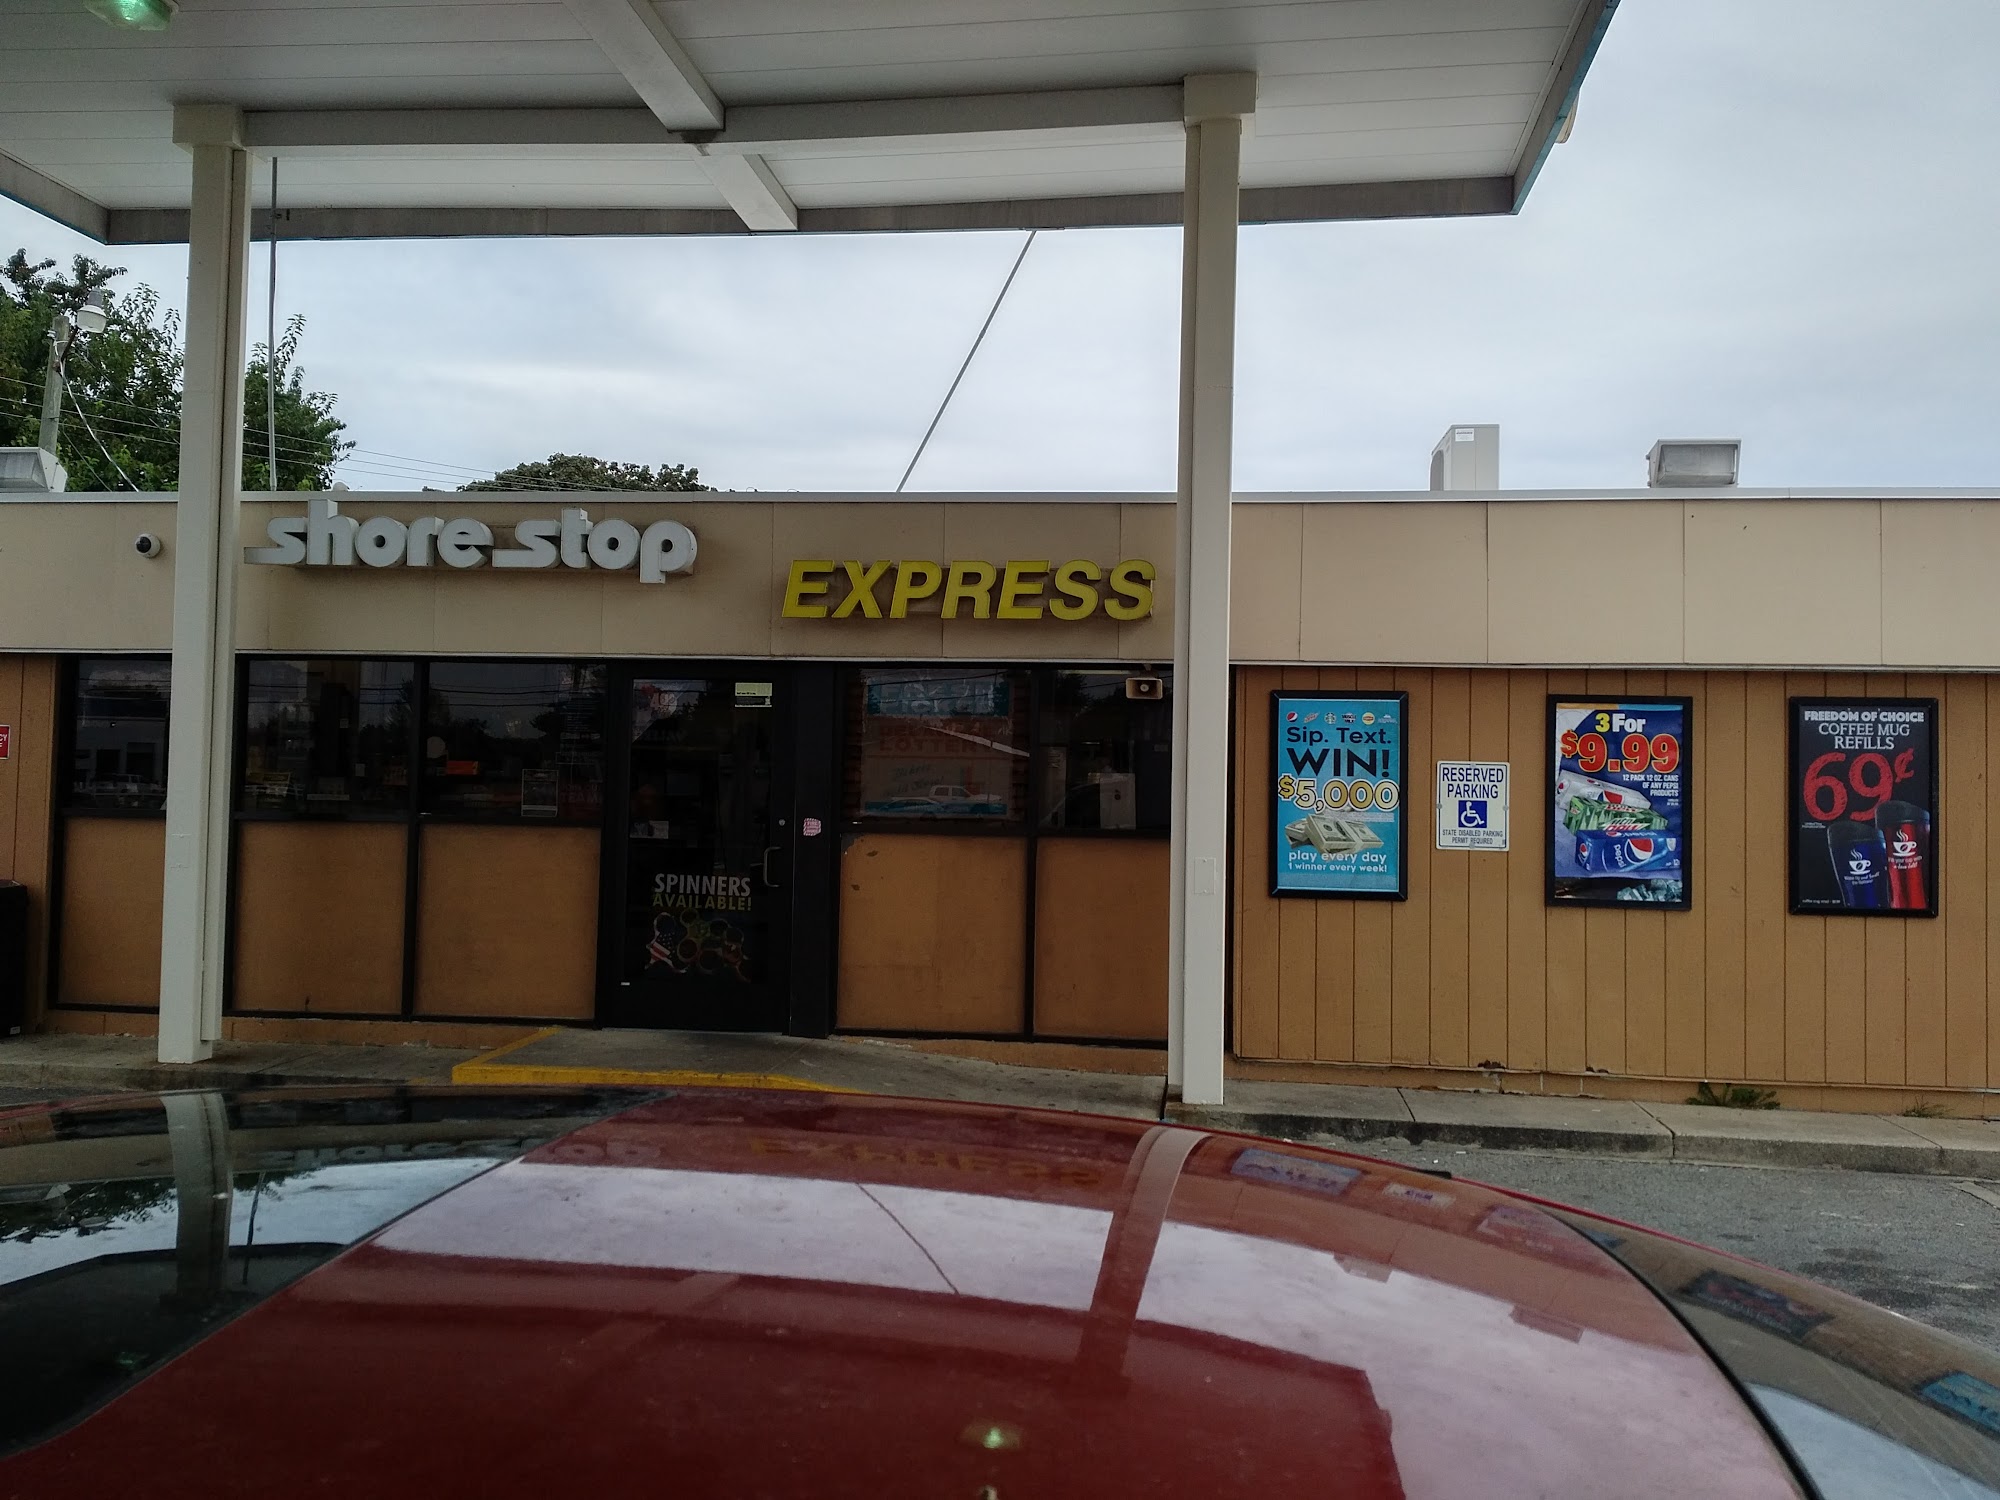 shore stop
EXPRESS
SPINNERS
AVAILABLE!
Sip. Text.
WIN!
$5,000
play every day
1 winner every week!
RESERVED
PARKING
STATE DISABLED PARKING
PERMIT REQUIRED
3 FOR
$9.99
12 PACK 12 OZ. CANS
OF ANY PEPSI
PRODUCTS
pepsi
FREEDOM OF CHOICE
COFFEE MUG
REFILLS
69¢